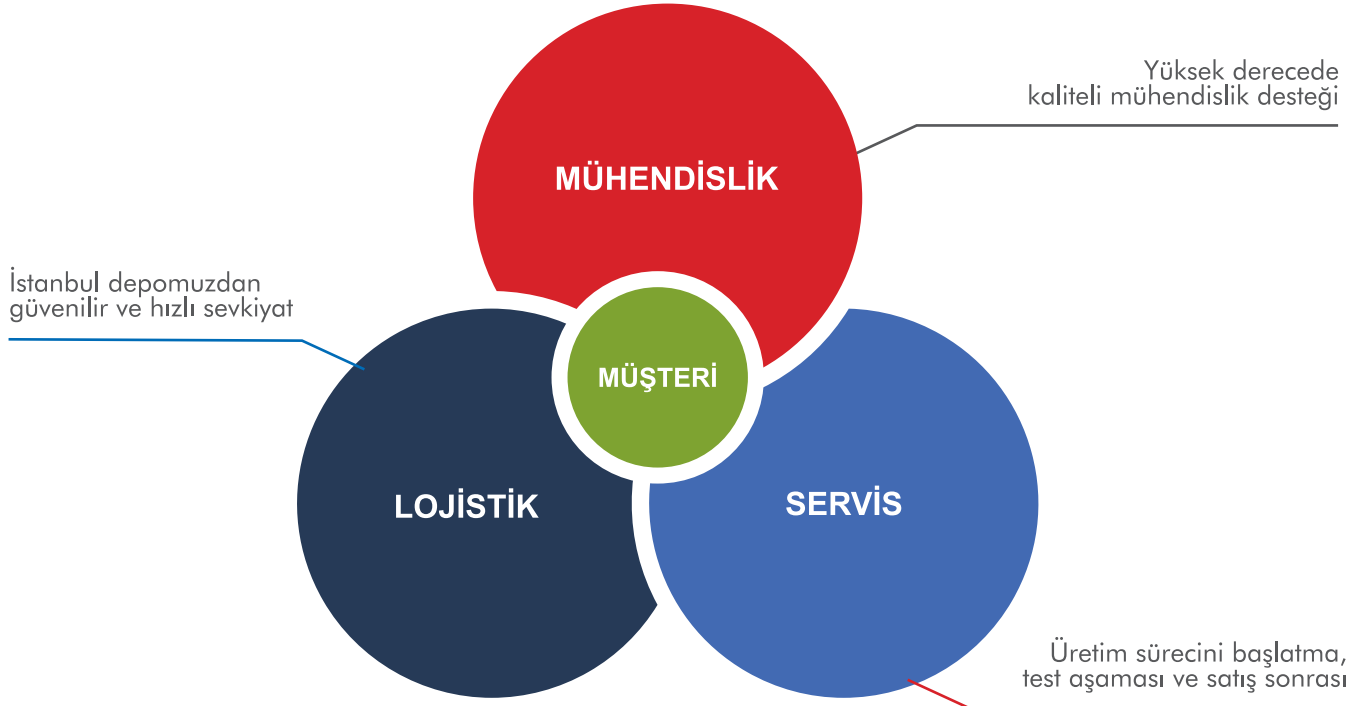 Yüksek derecede
kaliteli mühendislik desteği
MÜHENDİSLİK
İstanbul depomuzdan
güvenilir ve hızlı sevkiyat
MÜŞTERİ
LOJİSTİK
SERVİS
Üretim sürecini başlatma,
test aşaması ve satış sonrası